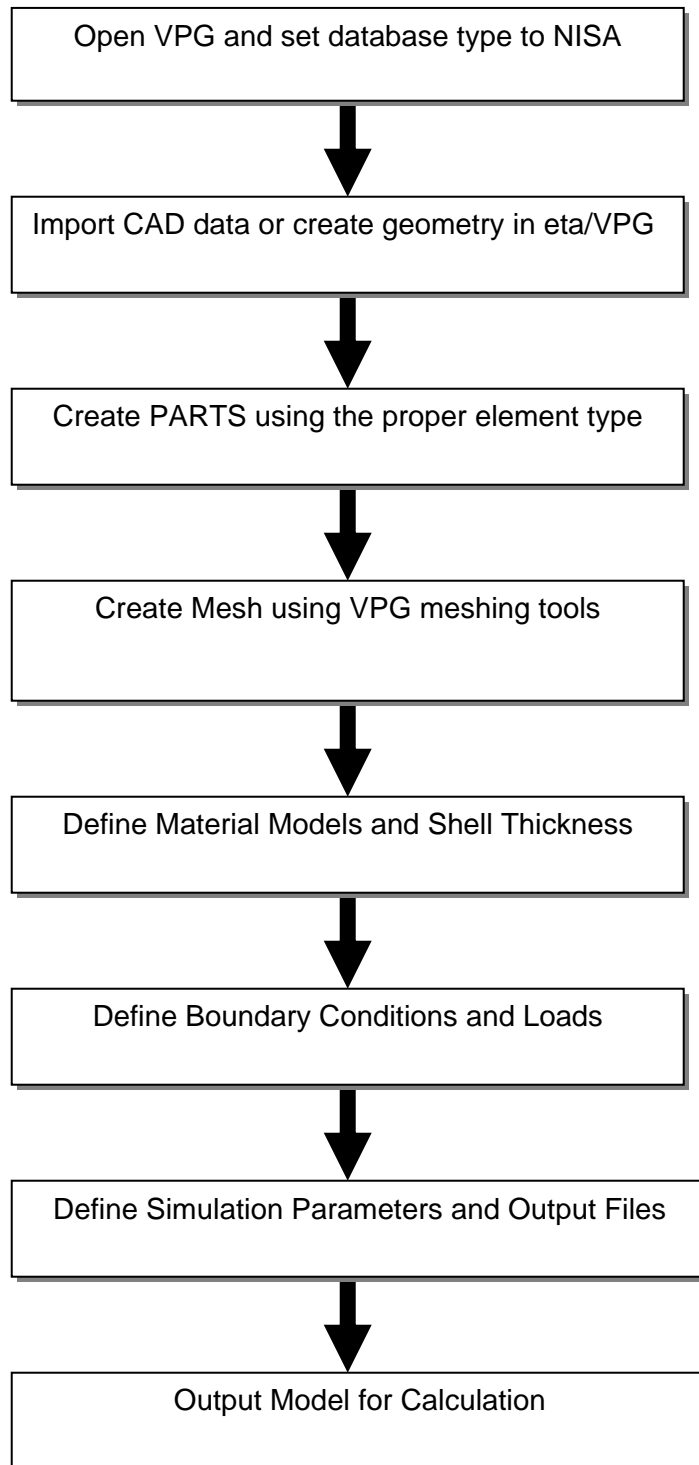 Open VPG and set database type to NISA
Import CAD data or create geometry in eta/VPG
Create PARTS using the proper element type
Create Mesh using VPG meshing tools
Define Material Models and Shell Thickness
Define Boundary Conditions and Loads
Define Simulation Parameters and Output Files
Output Model for Calculation